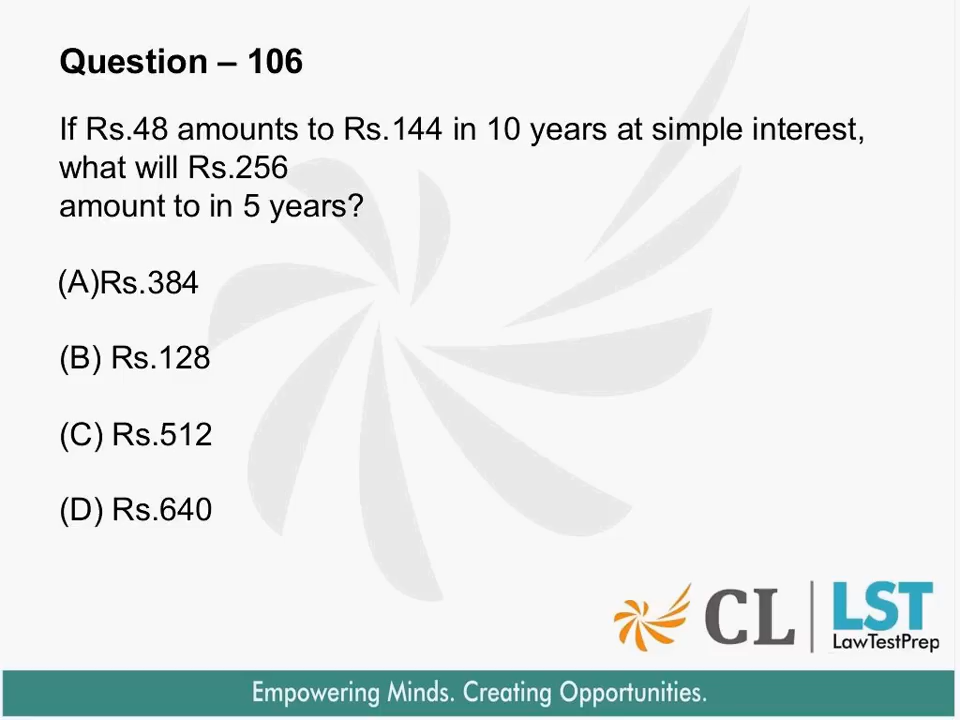 Question – 106
If Rs.48 amounts to Rs.144 in 10 years at simple interest,
what will Rs.256
amount to in 5 years?
(A)Rs.384
(B) Rs.128
(C) Rs.512
(D) Rs.640
CL | LST
LawTestPrep
Empowering Minds. Creating Opportunities.